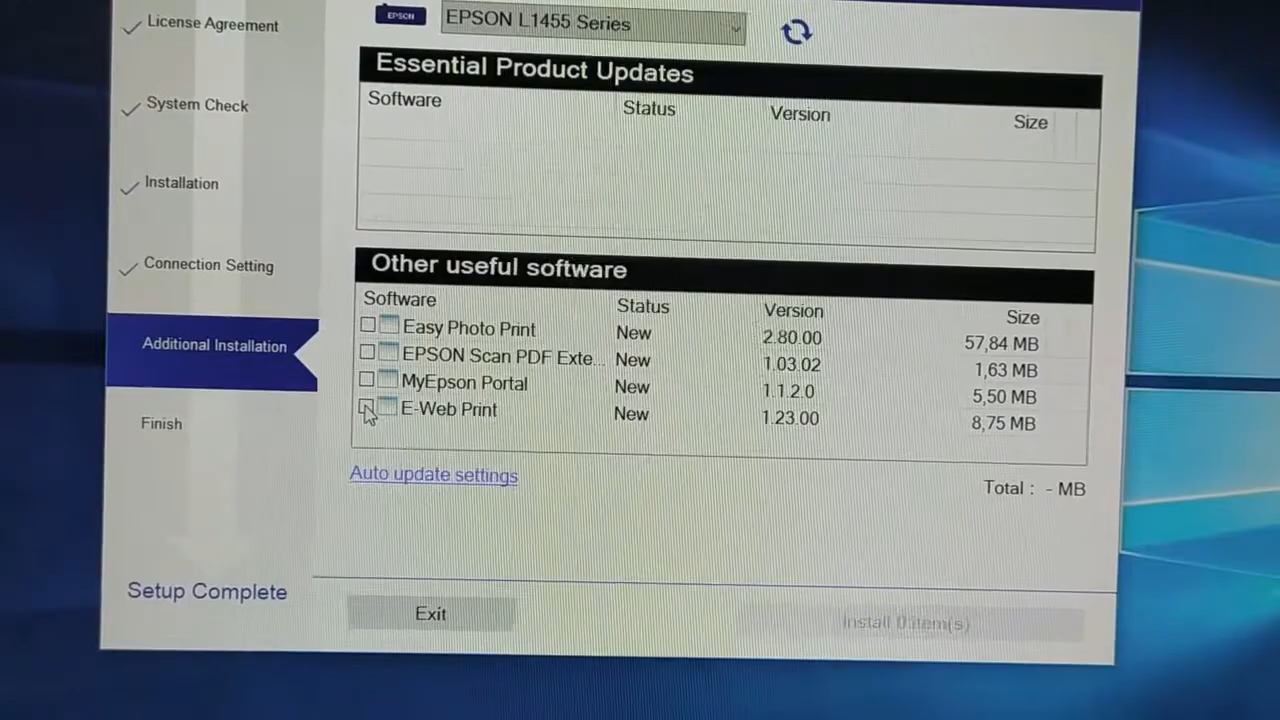 License Agreement
System Check
Installation
Connection Setting
Additional Installation
Finish
Setup Complete
EPSON
EPSON L1455 Series
Essential Product Updates
Software Status Version Size
Other useful software
Software Status Version Size
Easy Photo Print New 2.80.00 57,84 MB
EPSON Scan PDF Exte... New 1.03.02 1,63 MB
MyEpson Portal New 1.1.2.0 5,50 MB
E-Web Print New 1.23.00 8,75 MB
Auto update settings
Total : - MB
Exit
Install 0 item(s)